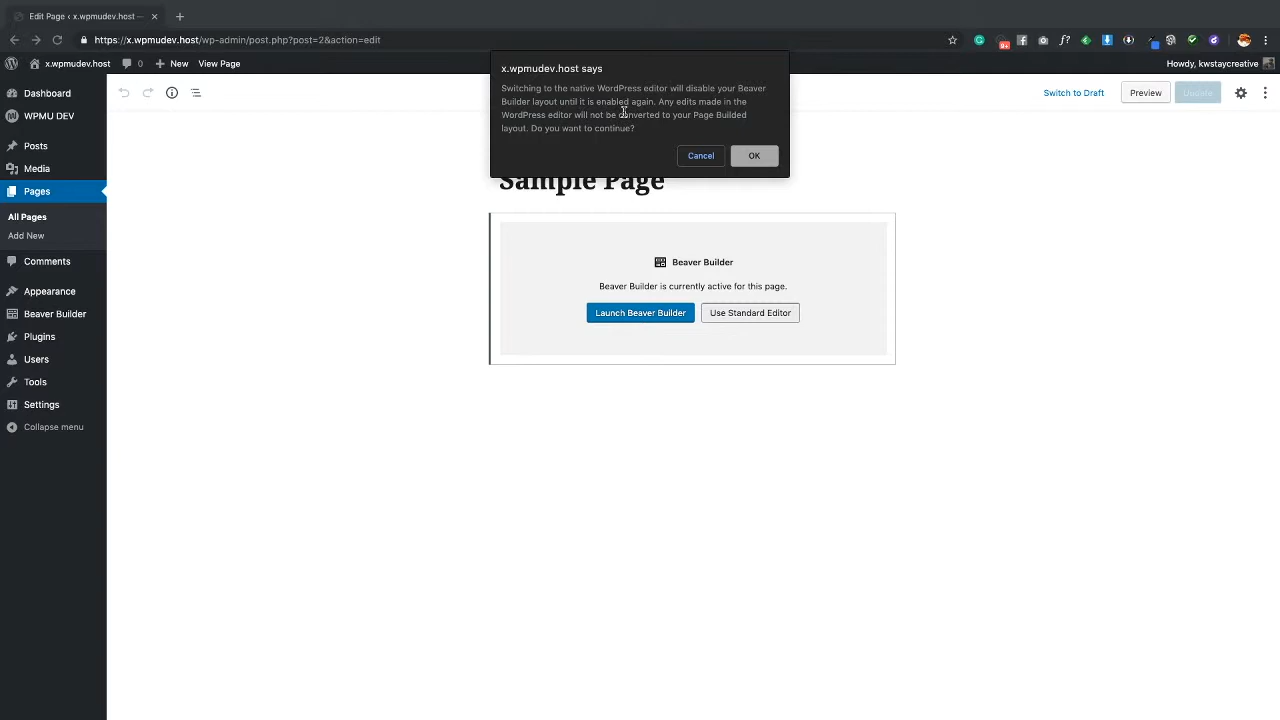 Edit Page ‹ x.wpmudev.host —
https://x.wpmudev.host/wp-admin/post.php?post=2&action=edit
x.wpmudev.host
0
New
View Page
Howdy, kwstaycreative
x.wpmudev.host says
Switching to the native WordPress editor will disable your Beaver
Builder layout until it is enabled again. Any edits made in the
WordPress editor will not be converted to your Page Builded
layout. Do you want to continue?
Cancel
OK
Switch to Draft
Preview
Update
Dashboard
WPMU DEV
Posts
Media
Pages
All Pages
Add New
Comments
Appearance
Beaver Builder
Plugins
Users
Tools
Settings
Collapse menu
Sample Page
Beaver Builder
Beaver Builder is currently active for this page.
Launch Beaver Builder
Use Standard Editor